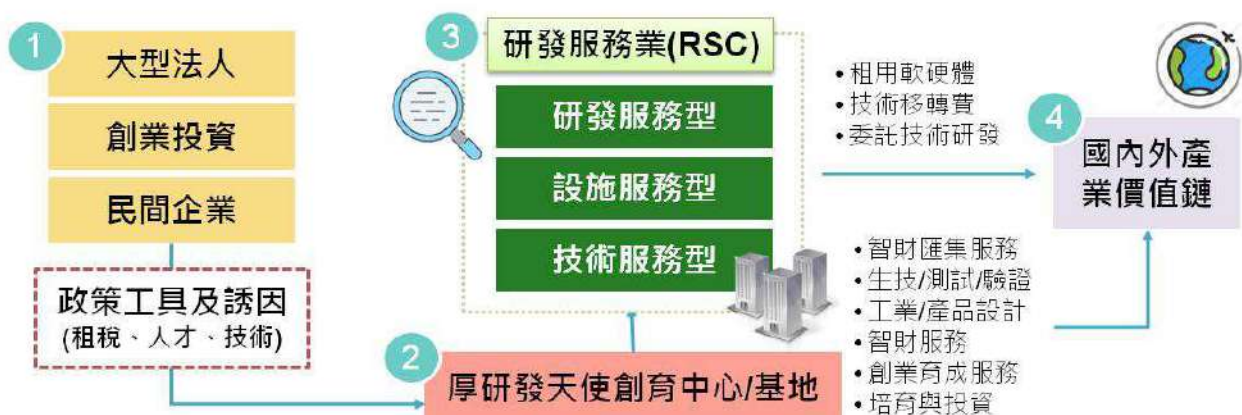 1
大型法人
創業投資
民間企業
政策工具及誘因
(租稅、人才、技術)
2
厚研發天使創育中心/基地
3
研發服務業(RSC)
研發服務型
設施服務型
技術服務型
•租用軟硬體
•技術移轉費
•委託技術研發
•智財匯集服務
•生技/測試/驗證
•工業/產品設計
•智財服務
•創業育成服務
•培育與投資
4
國內外產
業價值鏈